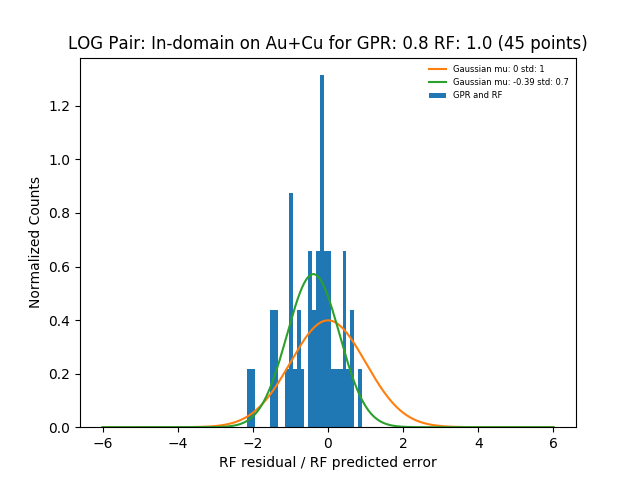 LOG Pair: In-domain on Au+Cu for GPR: 0.8 RF: 1.0 (45 points)
Gaussian mu: 0 std: 1
Gaussian mu: -0.39 std: 0.7
GPR and RF
Normalized Counts
1.2
1.0
0.8
0.6
0.4
0.2
0.0
−6 −4 −2 0 2 4 6
RF residual / RF predicted error